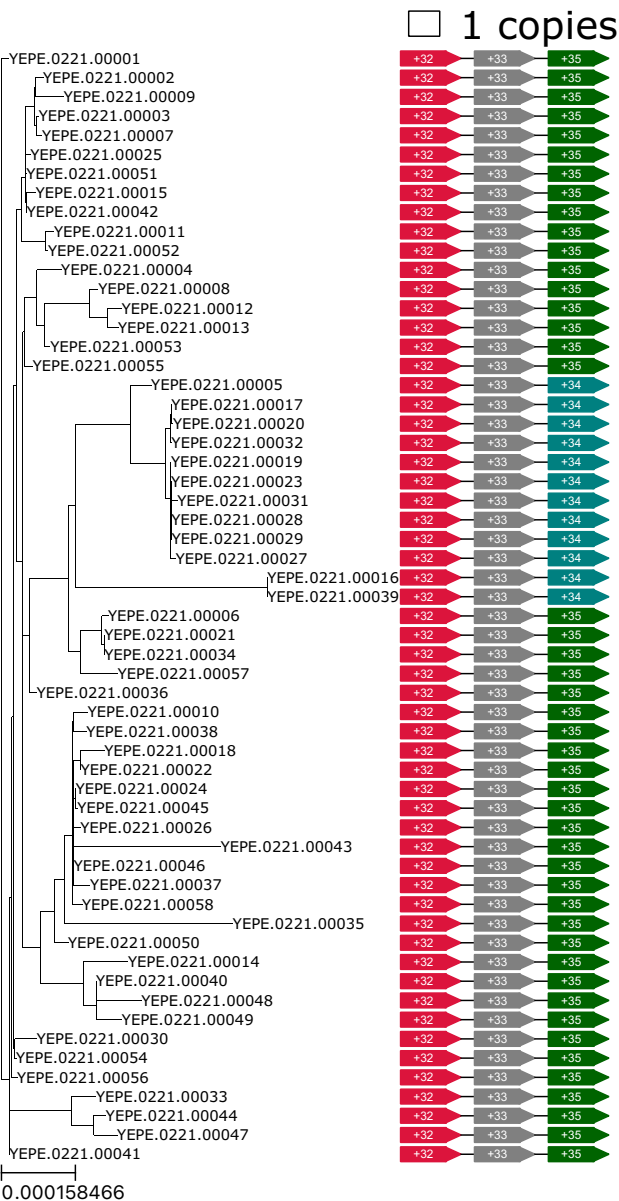 1 copies
YEPE.0221.00001 +32 +33 +35
YEPE.0221.00002 +32 +33 +35
YEPE.0221.00009 +32 +33 +35
YEPE.0221.00003 +32 +33 +35
YEPE.0221.00007 +32 +33 +35
YEPE.0221.00025 +32 +33 +35
YEPE.0221.00051 +32 +33 +35
YEPE.0221.00015 +32 +33 +35
YEPE.0221.00042 +32 +33 +35
YEPE.0221.00011 +32 +33 +35
YEPE.0221.00052 +32 +33 +35
YEPE.0221.00004 +32 +33 +35
YEPE.0221.00008 +32 +33 +35
YEPE.0221.00012 +32 +33 +35
YEPE.0221.00013 +32 +33 +35
YEPE.0221.00053 +32 +33 +35
YEPE.0221.00055 +32 +33 +35
YEPE.0221.00005 +32 +33 +34
YEPE.0221.00017 +32 +33 +34
YEPE.0221.00020 +32 +33 +34
YEPE.0221.00032 +32 +33 +34
YEPE.0221.00019 +32 +33 +34
YEPE.0221.00023 +32 +33 +34
YEPE.0221.00031 +32 +33 +34
YEPE.0221.00028 +32 +33 +34
YEPE.0221.00029 +32 +33 +34
YEPE.0221.00027 +32 +33 +34
YEPE.0221.00016 +32 +33 +34
YEPE.0221.00039 +32 +33 +34
YEPE.0221.00006 +32 +33 +35
YEPE.0221.00021 +32 +33 +35
YEPE.0221.00034 +32 +33 +35
YEPE.0221.00057 +32 +33 +35
YEPE.0221.00036 +32 +33 +35
YEPE.0221.00010 +32 +33 +35
YEPE.0221.00038 +32 +33 +35
YEPE.0221.00018 +32 +33 +35
YEPE.0221.00022 +32 +33 +35
YEPE.0221.00024 +32 +33 +35
YEPE.0221.00045 +32 +33 +35
YEPE.0221.00026 +32 +33 +35
YEPE.0221.00043 +32 +33 +35
YEPE.0221.00046 +32 +33 +35
YEPE.0221.00037 +32 +33 +35
YEPE.0221.00058 +32 +33 +35
YEPE.0221.00035 +32 +33 +35
YEPE.0221.00050 +32 +33 +35
YEPE.0221.00014 +32 +33 +35
YEPE.0221.00040 +32 +33 +35
YEPE.0221.00048 +32 +33 +35
YEPE.0221.00049 +32 +33 +35
YEPE.0221.00030 +32 +33 +35
YEPE.0221.00054 +32 +33 +35
YEPE.0221.00056 +32 +33 +35
YEPE.0221.00033 +32 +33 +35
YEPE.0221.00044 +32 +33 +35
YEPE.0221.00047 +32 +33 +35
YEPE.0221.00041 +32 +33 +35
0.000158466